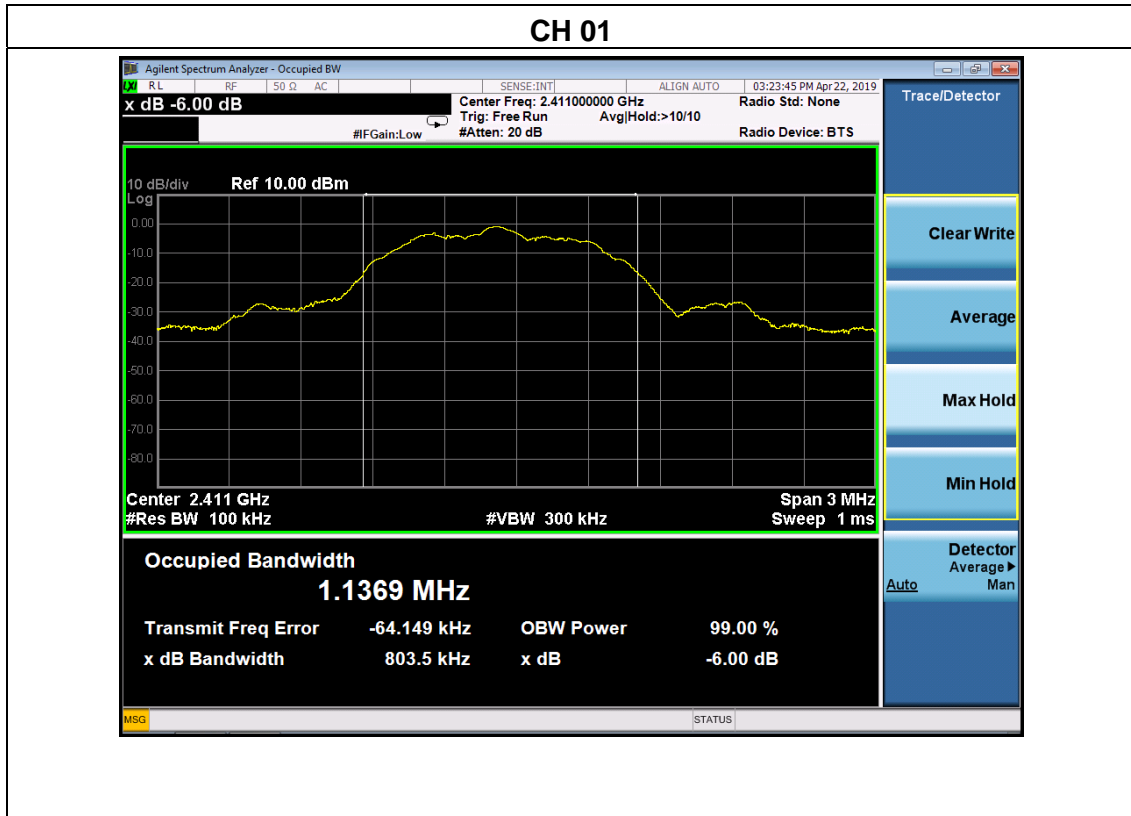 CH 01
Agilent Spectrum Analyzer - Occupied BW
LXI RL RF 50 Ω AC SENSE:INT ALIGN AUTO 03:23:45 PM Apr 22, 2019
x dB -6.00 dB
Center Freq: 2.411000000 GHz Radio Std: None
Trig: Free Run Avg|Hold:>10/10
#IFGain:Low #Atten: 20 dB Radio Device: BTS
Trace/Detector
10 dB/div Ref 10.00 dBm
Log
0.00
-10.0
-20.0
-30.0
-40.0
-50.0
-60.0
-70.0
-80.0
Center 2.411 GHz Span 3 MHz
#Res BW 100 kHz #VBW 300 kHz Sweep 1 ms
Occupied Bandwidth
1.1369 MHz
Transmit Freq Error -64.149 kHz OBW Power 99.00 %
x dB Bandwidth 803.5 kHz x dB -6.00 dB
Clear Write
Average
Max Hold
Min Hold
Detector
Average▶
Auto Man
MSG STATUS